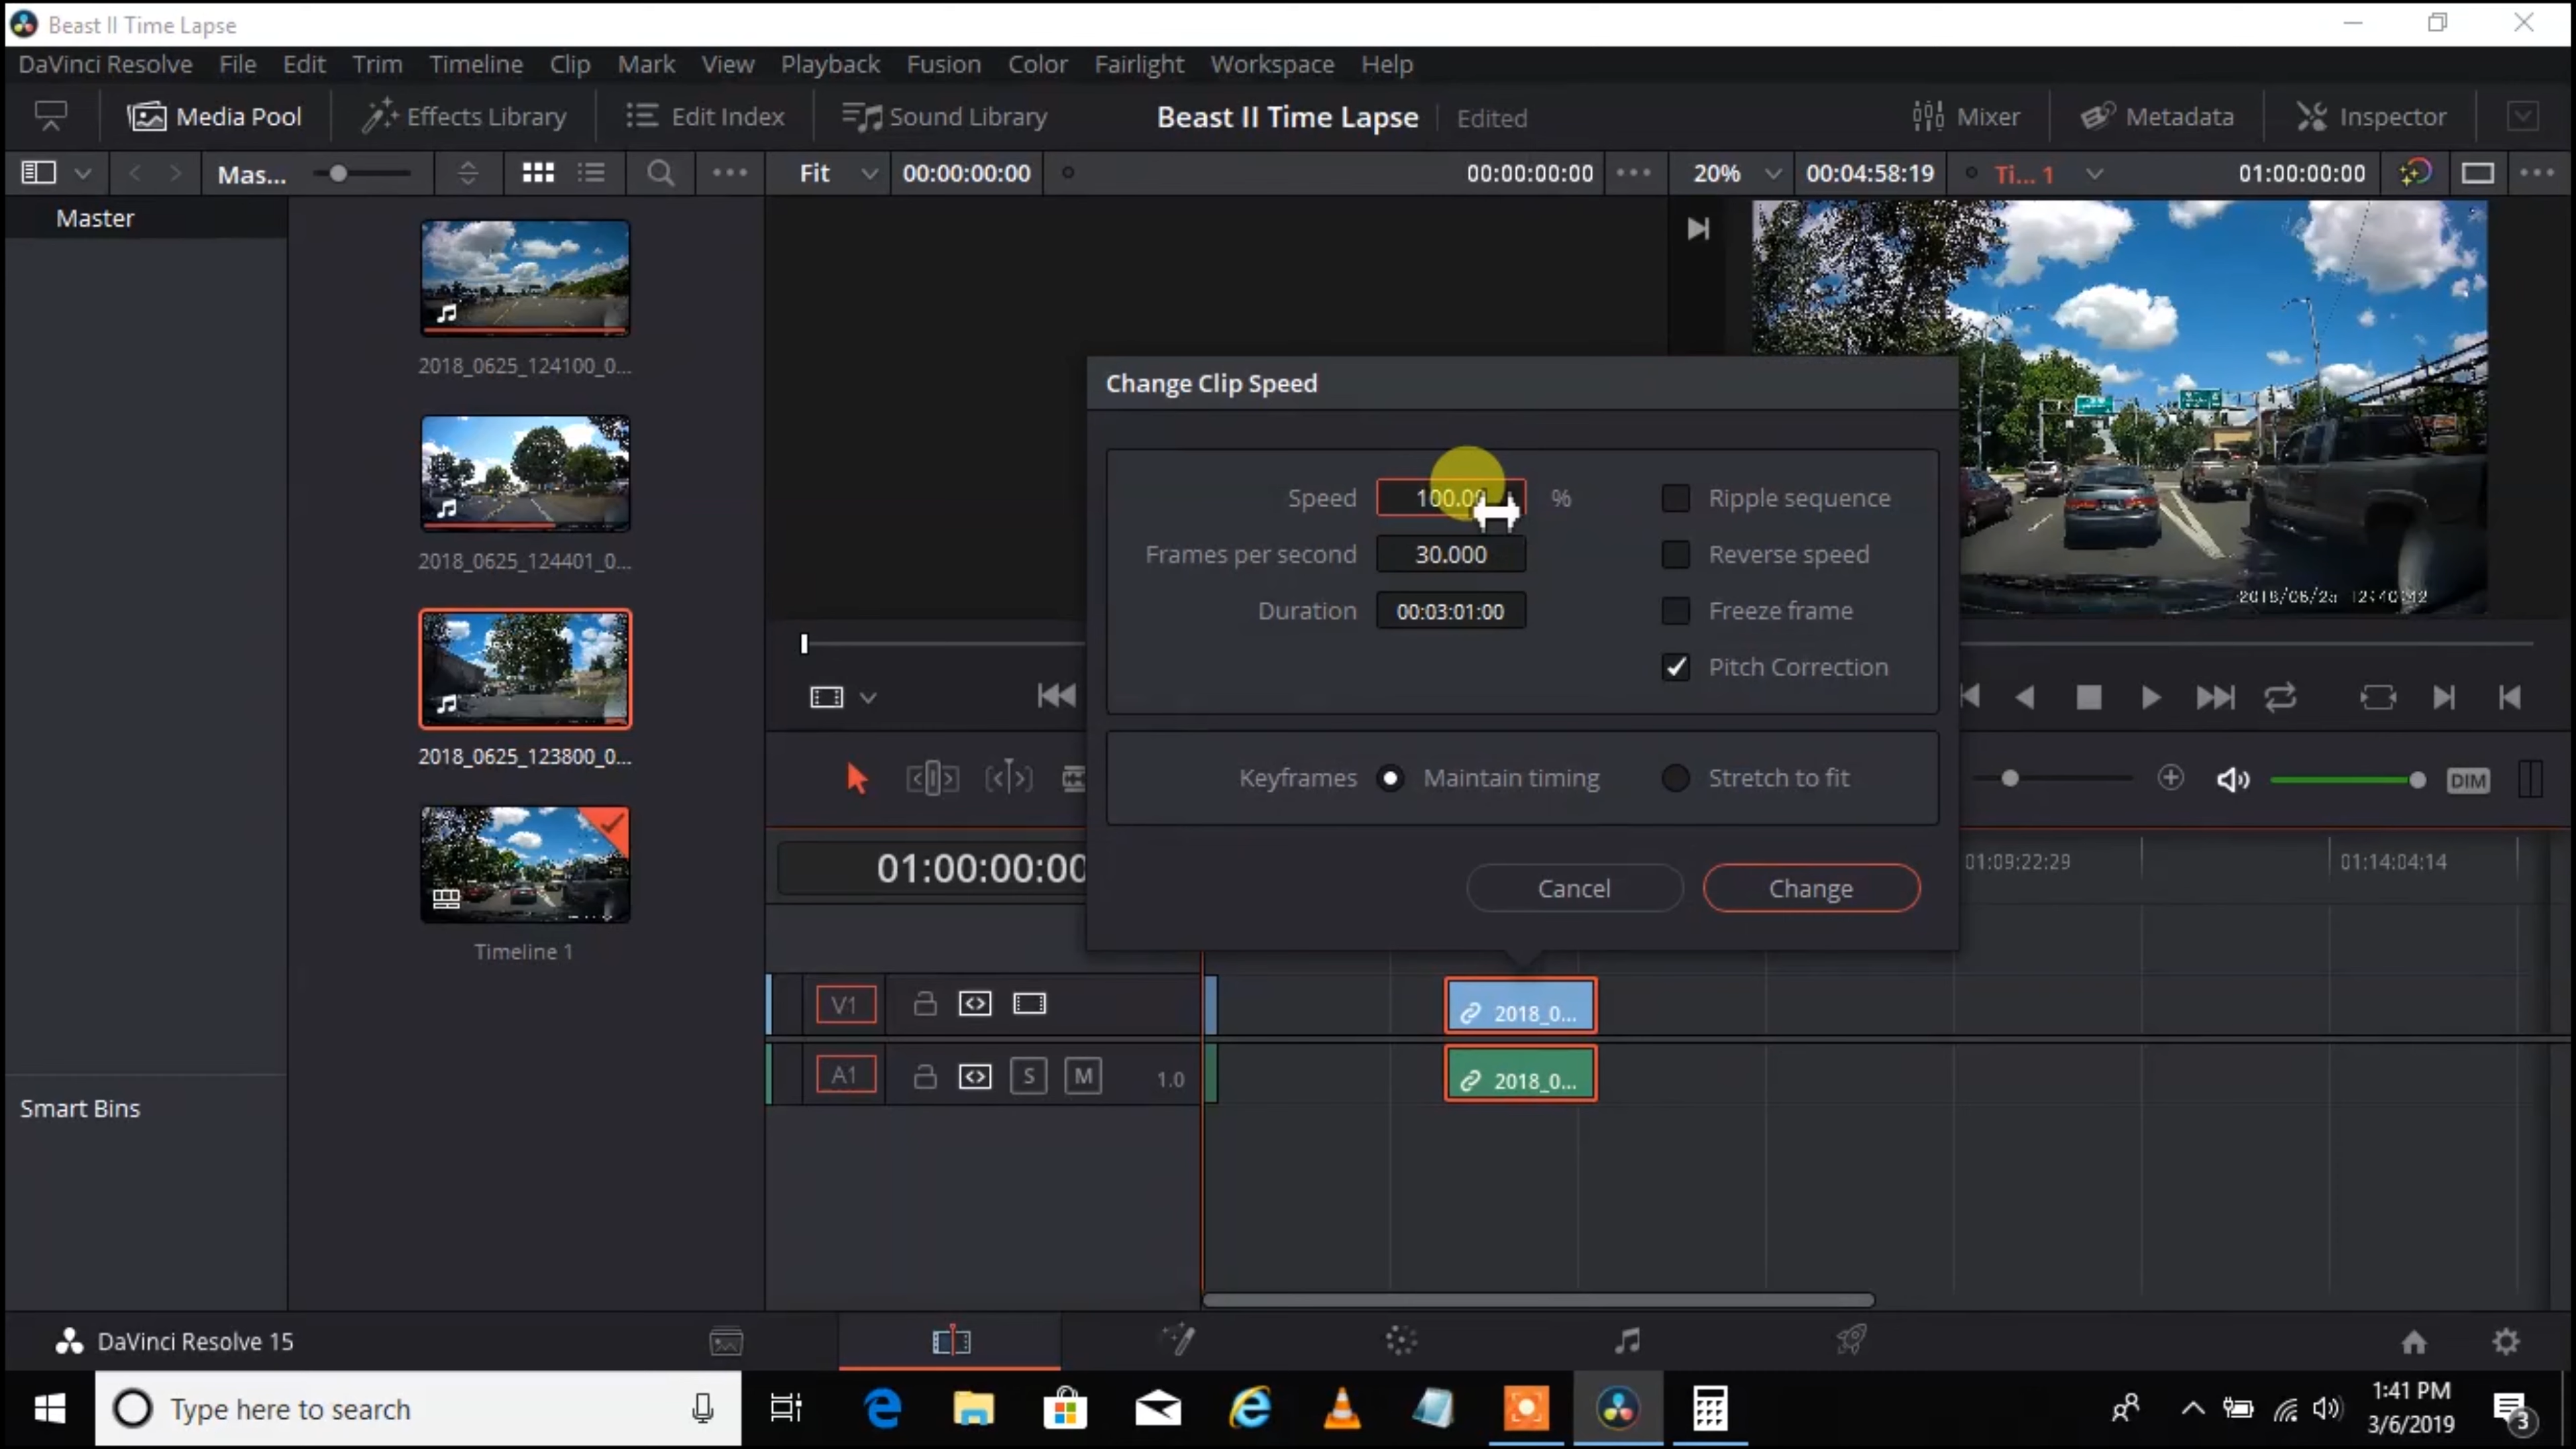 Beast II Time Lapse
DaVinci Resolve File Edit Trim Timeline Clip Mark View Playback Fusion Color Fairlight Workspace Help
Media Pool Effects Library Edit Index Sound Library Beast II Time Lapse Edited Mixer Metadata Inspector
Mas... Fit 00:00:00:00 00:00:00:00 20% 00:04:58:19 Ti... 1 01:00:00:00
Master
2018_0625_124100_0...
2018_0625_124401_0...
2018_0625_123800_0...
Timeline 1
Smart Bins
Change Clip Speed
Speed %
Ripple sequence
Frames per second 30.000
Reverse speed
Duration 00:03:01:00
Freeze frame
Pitch Correction
Keyframes Maintain timing Stretch to fit
Cancel Change
DIM
01:00:00:00
01:09:22:29 01:14:04:14
V1 2018_0...
A1 S M 1.0 2018_0...
DaVinci Resolve 15
Type here to search
1:41 PM
3/6/2019
3